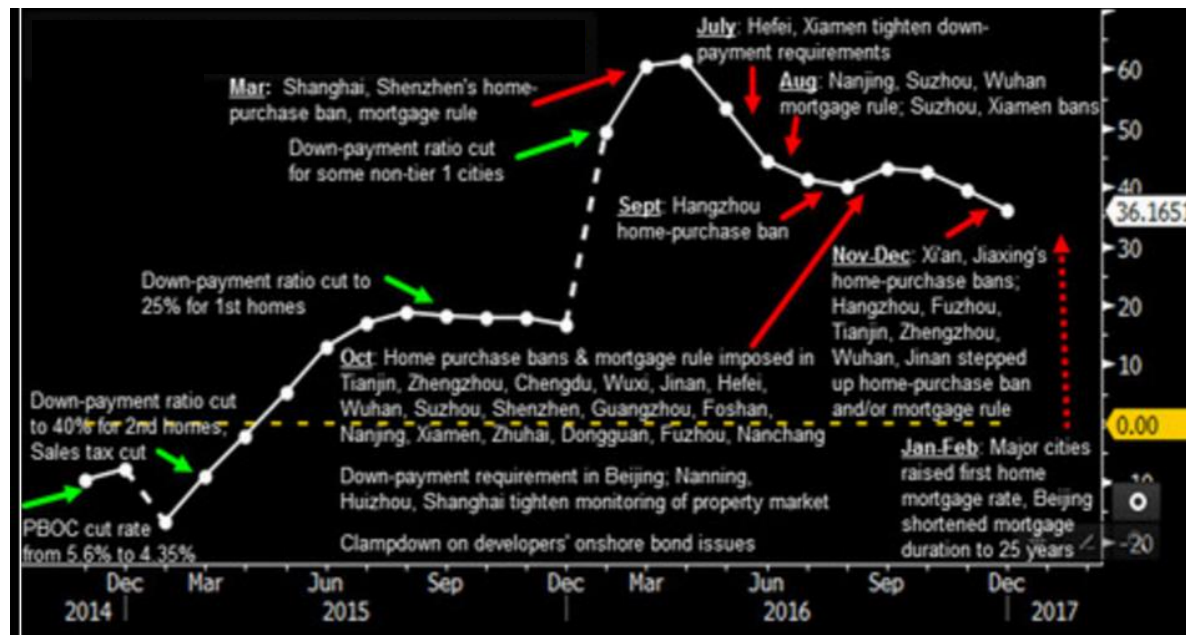 July: Hefei, Xiamen tighten down-
payment requirements
Mar: Shanghai, Shenzhen's home-
purchase ban, mortgage rule
Aug: Nanjing, Suzhou, Wuhan
mortgage rule; Suzhou, Xiamen bans
Down-payment ratio cut
for some non-tier 1 cities
Sept: Hangzhou
home-purchase ban
Nov-Dec: Xi'an, Jiaxing's
home-purchase bans;
Hangzhou, Fuzhou,
Tianjin, Zhengzhou,
Wuhan, Jinan stepped
up home-purchase ban
and/or mortgage rule
Down-payment ratio cut to
25% for 1st homes
Oct: Home purchase bans & mortgage rule imposed in
Tianjin, Zhengzhou, Chengdu, Wuxi, Jinan, Hefei,
Wuhan, Suzhou, Shenzhen, Guangzhou, Foshan,
Nanjing, Xiamen, Zhuhai, Dongguan, Fuzhou, Nanchang
Down-payment requirement in Beijing; Nanning,
Huizhou, Shanghai tighten monitoring of property market
Clampdown on developers' onshore bond issues
Down-payment ratio cut
to 40% for 2nd homes,
Sales tax cut
PBOC cut rate
from 5.6% to 4.35%
Jan-Feb: Major cities
raised first home
mortgage rate, Beijing
shortened mortgage
duration to 25 years
60
50
40
36.1651
30
20
10
0.00
-10
-20
Dec Mar Jun Sep Dec Mar Jun Sep Dec
2014 2015 2016 2017